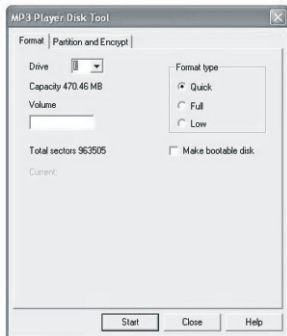 MP3 Player Disk Tool
Format Partition and Encrypt
Drive
Format type
Capacity 470.46 MB
Quick
Volume
Full
Low
Total sectors 963505
Make bootable disk
Current:
Start Close Help